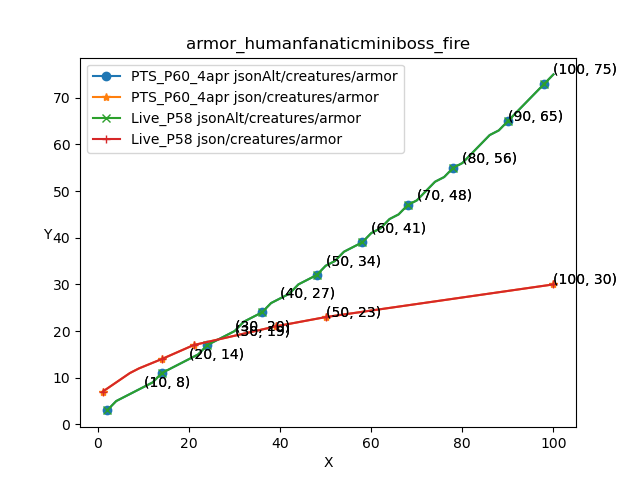 armor_humanfanaticminiboss_fire
PTS_P60_4apr jsonAlt/creatures/armor
PTS_P60_4apr json/creatures/armor
Live_P58 jsonAlt/creatures/armor
Live_P58 json/creatures/armor
(100, 75)
(90, 65)
(80, 56)
(70, 48)
(60, 41)
(50, 34)
(40, 27)
(100, 30)
(50, 23)
(30, 20)
(30, 19)
(20, 14)
(10, 8)
Y
70
60
50
40
30
20
10
0
0 20 40 60 80 100
X